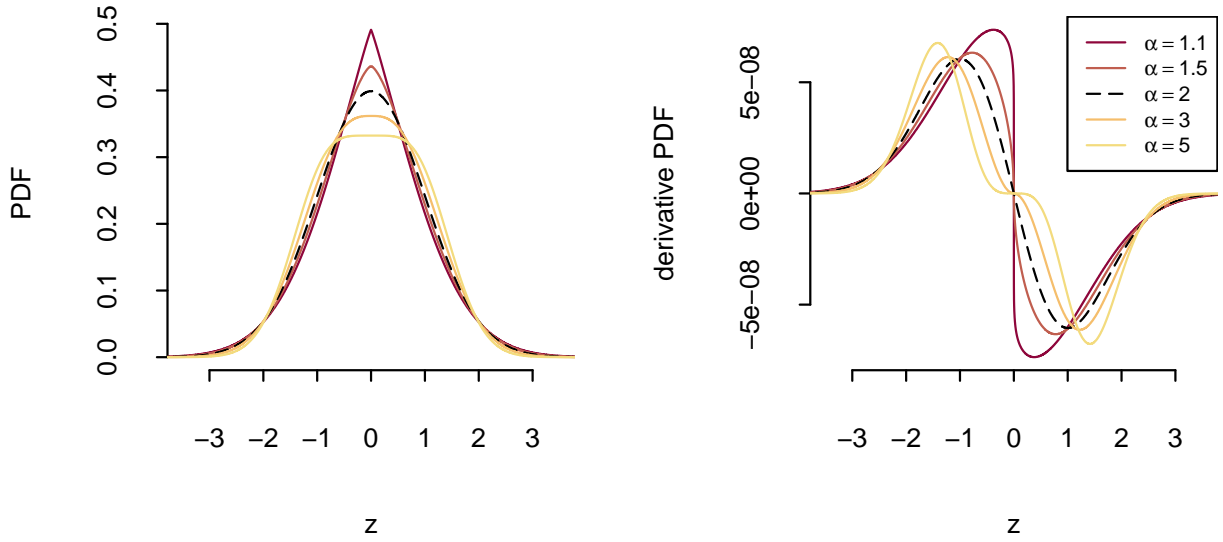 PDF
0.5
0.4
0.3
0.2
0.1
0.0
−3 −2 −1 0 1 2 3
z
derivative PDF
5e−08
0e+00
−5e−08
−3 −2 −1 0 1 2 3
z
α = 1.1
α = 1.5
α = 2
α = 3
α = 5